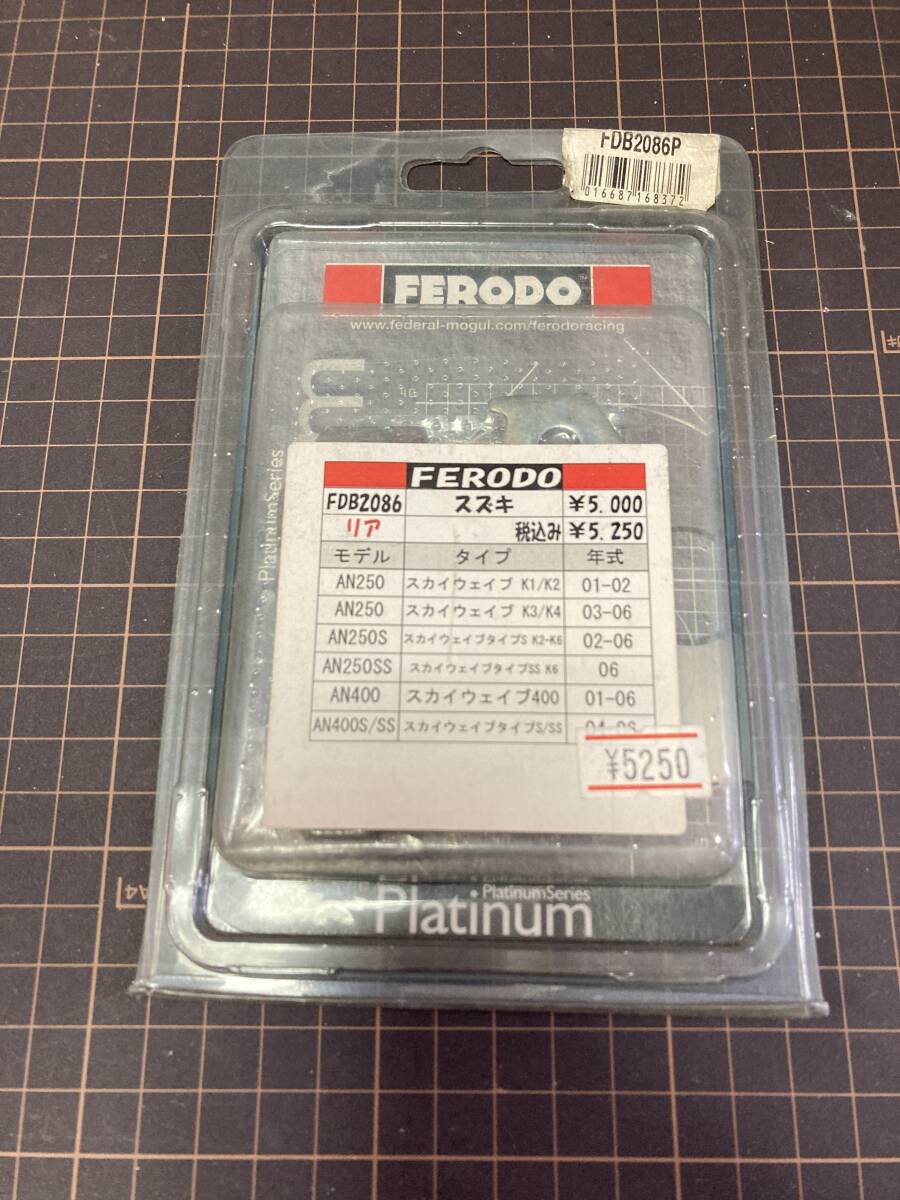 FDB2086P
016687168372
FERODO
www.federal-mogul.com/ferodoracing
PlatinumSeries
FERODO
FDB2086 スズキ ¥5,000
リア 税込み ¥5,250
モデル タイプ 年式
AN250 スカイウェイブ K1/K2 01-02
AN250 スカイウェイブ K3/K4 03-06
AN250S スカイウェイブタイプS K2-K6 02-06
AN250SS スカイウェイブタイプSS K6 06
AN400 スカイウェイブ400 01-06
AN400S/SS スカイウェイブタイプS/SS
¥5250
PlatinumSeries
Platinum
A4